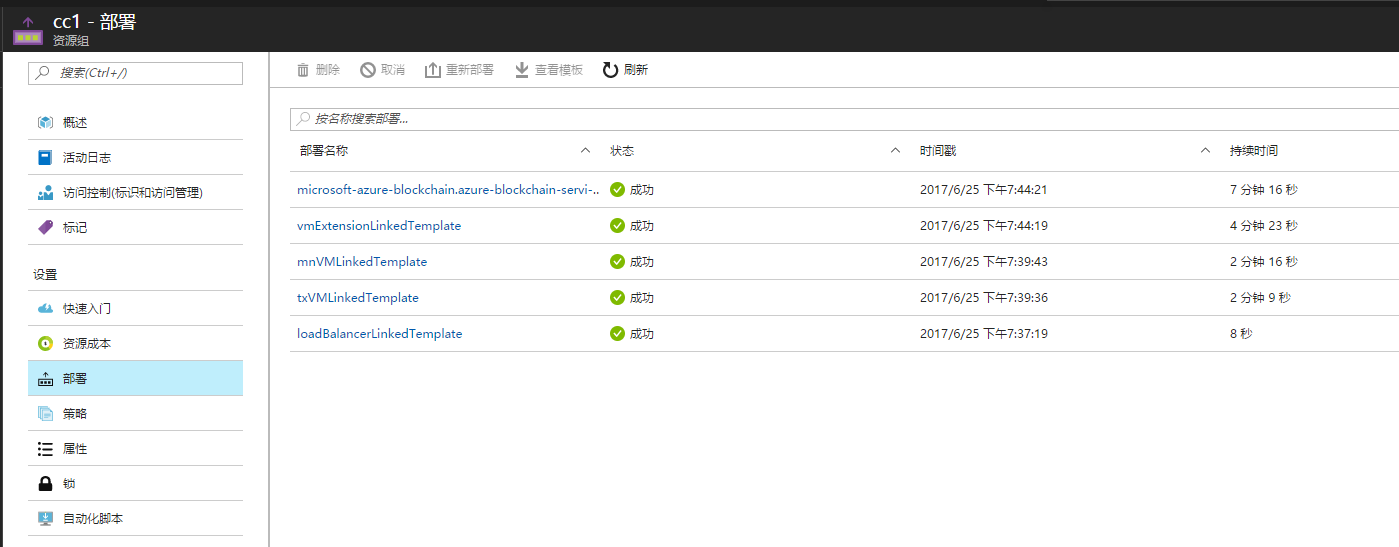 cc1 - 部署
资源组
搜索(Ctrl+/)
概述
活动日志
访问控制(标识和访问管理)
标记
设置
快速入门
资源成本
部署
策略
属性
锁
自动化脚本
删除 取消 重新部署 查看模板 刷新
按名称搜索部署...
部署名称 状态 时间戳 持续时间
microsoft-azure-blockchain.azure-blockchain-servi-.. 成功 2017/6/25 下午7:44:21 7 分钟 16 秒
vmExtensionLinkedTemplate 成功 2017/6/25 下午7:44:19 4 分钟 23 秒
mnVMLinkedTemplate 成功 2017/6/25 下午7:39:43 2 分钟 16 秒
txVMLinkedTemplate 成功 2017/6/25 下午7:39:36 2 分钟 9 秒
loadBalancerLinkedTemplate 成功 2017/6/25 下午7:37:19 8 秒